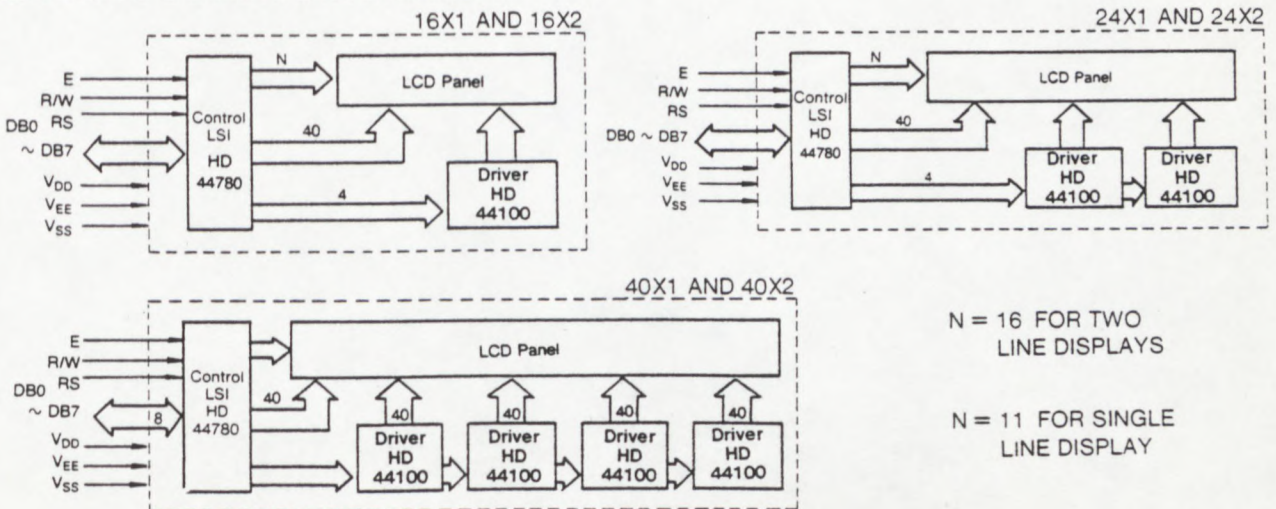 16X1 AND 16X2
E
R/W
RS
DB0
~ DB7
VDD
VEE
VSS
Control
LSI
HD
44780
N
LCD Panel
40
4
Driver
HD
44100
24X1 AND 24X2
E
R/W
RS
DB0 ~ DB7
VDD
VEE
VSS
Control
LSI
HD
44780
N
LCD Panel
40
4
Driver
HD
44100
Driver
HD
44100
40X1 AND 40X2
E
R/W
RS
DB0
~ DB7
8
VDD
VEE
VSS
Control
LSI
HD
44780
LCD Panel
40
40
40
40
40
Driver
HD
44100
Driver
HD
44100
Driver
HD
44100
Driver
HD
44100
N = 16 FOR TWO
LINE DISPLAYS
N = 11 FOR SINGLE
LINE DISPLAY